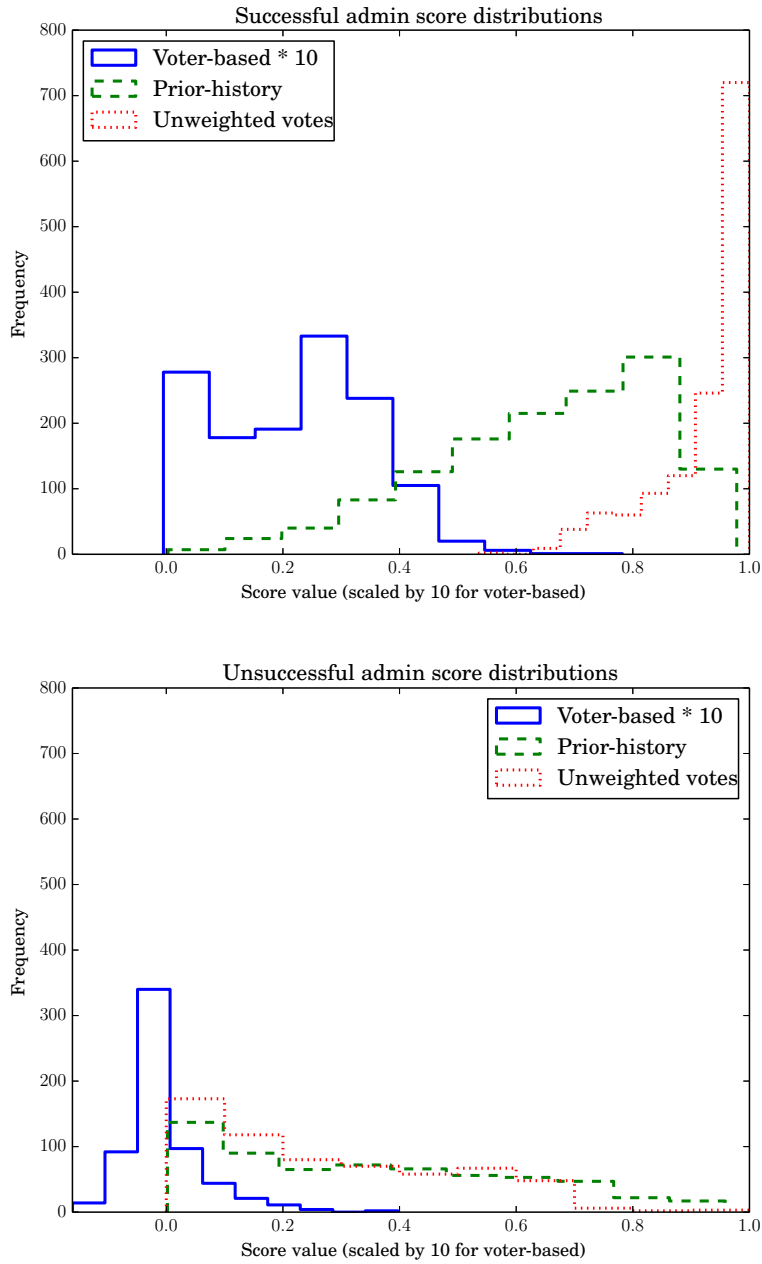 Successful admin score distributions
800
700
600
500
400
300
200
100
0
Frequency
Voter-based * 10
Prior-history
Unweighted votes
0.0 0.2 0.4 0.6 0.8 1.0
Score value (scaled by 10 for voter-based)
Unsuccessful admin score distributions
800
700
600
500
400
300
200
100
0
Frequency
Voter-based * 10
Prior-history
Unweighted votes
0.0 0.2 0.4 0.6 0.8 1.0
Score value (scaled by 10 for voter-based)